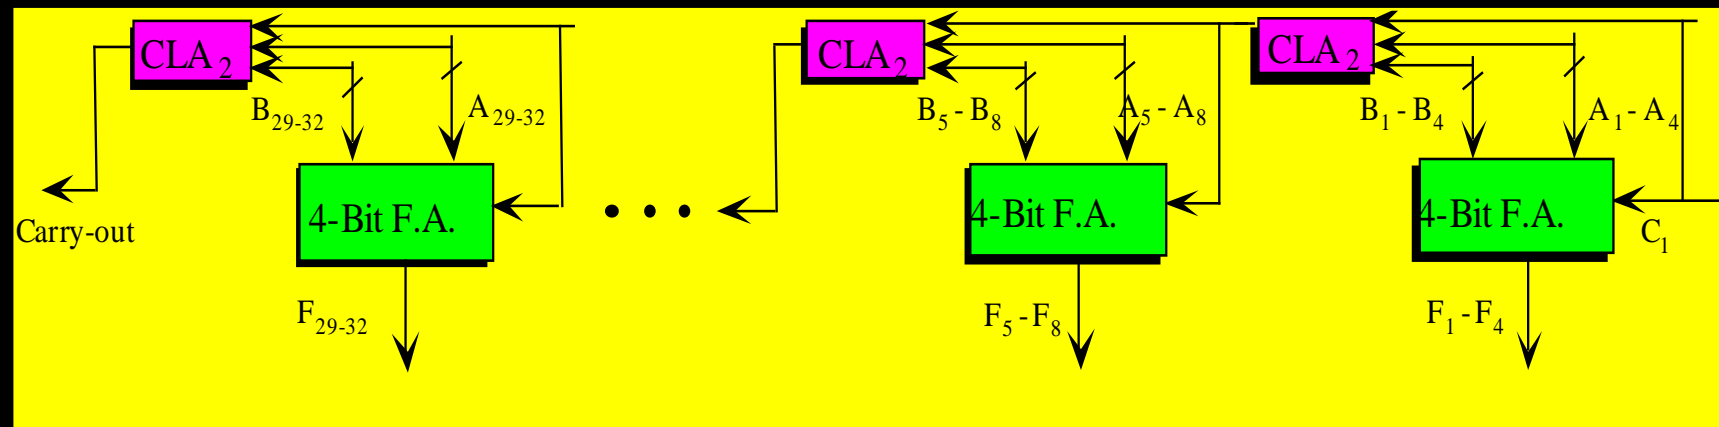 CLA₂
CLA₂
CLA₂
B₂₉₋₃₂
A₂₉₋₃₂
B₅ - B₈
A₅ - A₈
B₁ - B₄
A₁ - A₄
4-Bit F.A.
4-Bit F.A.
4-Bit F.A.
Carry-out
C₁
F₂₉₋₃₂
F₅ - F₈
F₁ - F₄